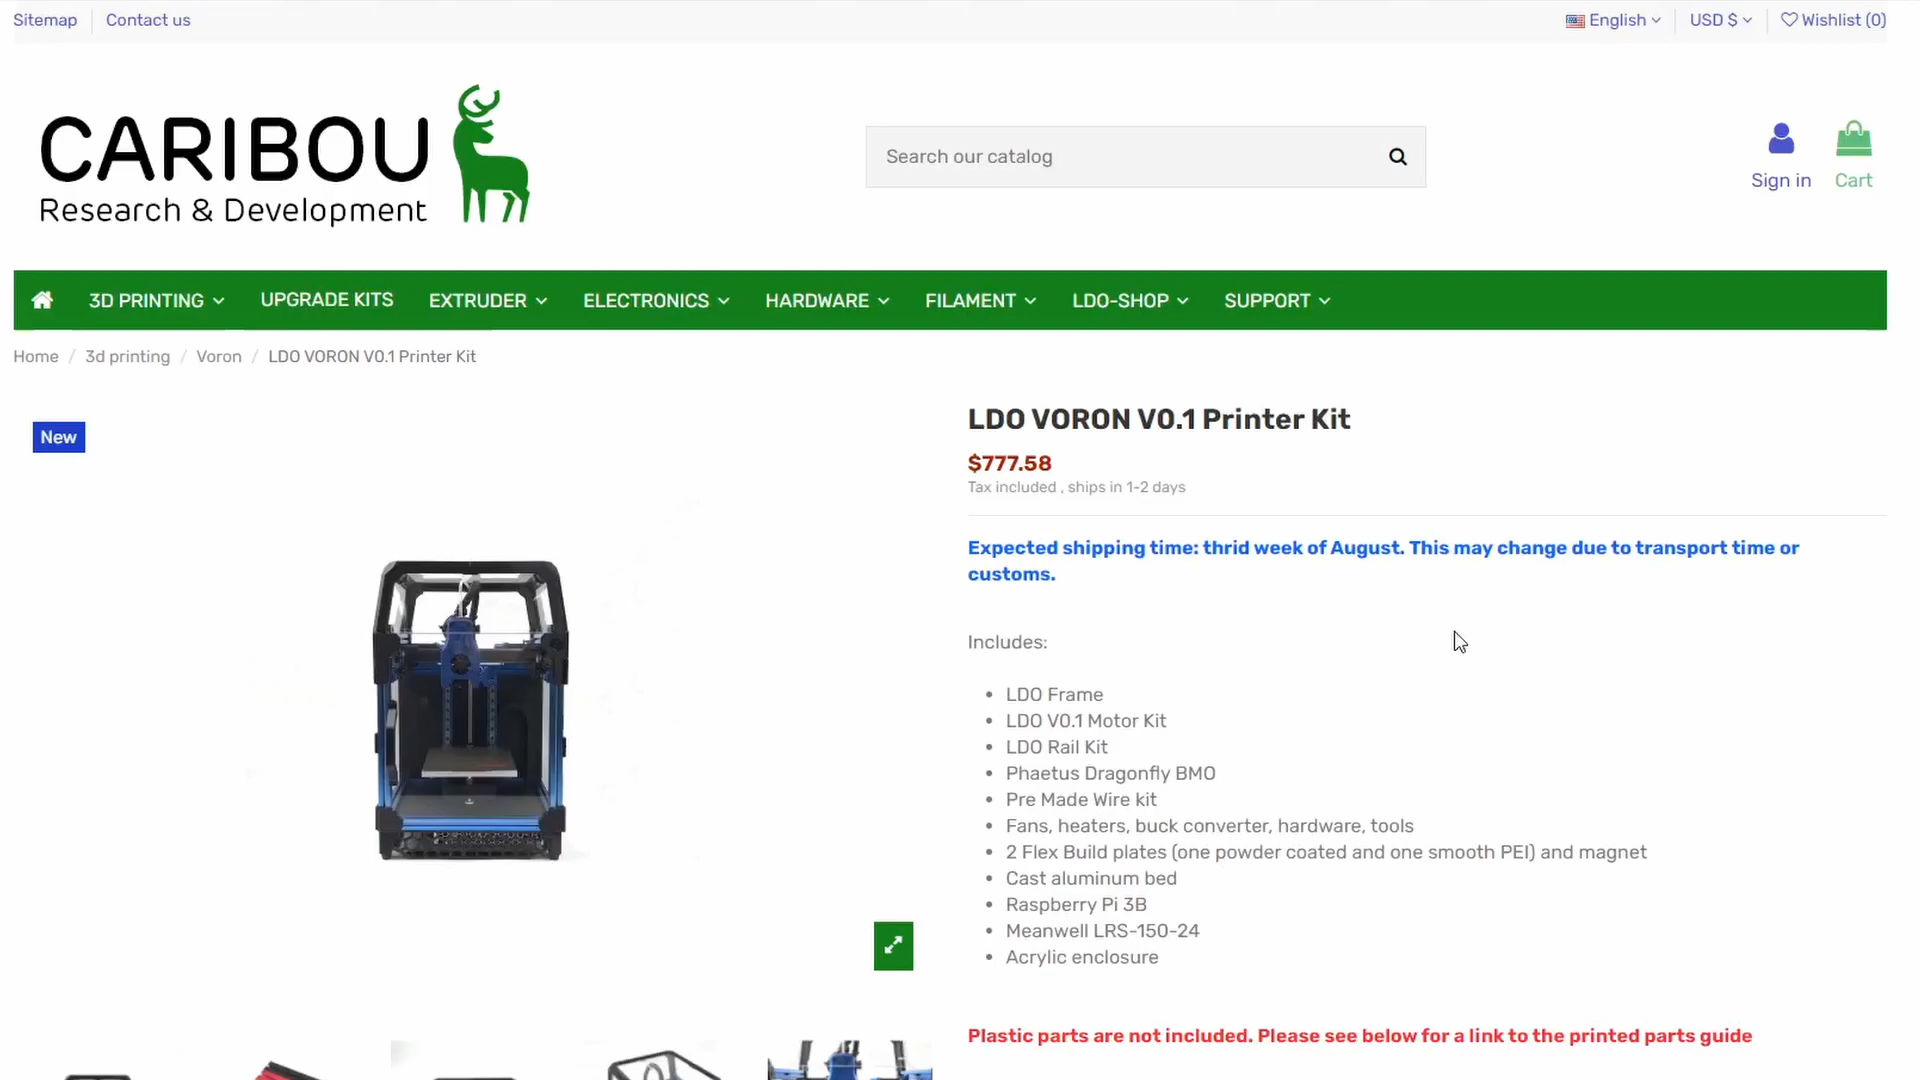 Sitemap
Contact us
English
USD $
Wishlist (0)
CARIBOU
Research & Development
Search our catalog
Sign in
Cart
3D PRINTING
UPGRADE KITS
EXTRUDER
ELECTRONICS
HARDWARE
FILAMENT
LDO-SHOP
SUPPORT
Home / 3d printing / Voron / LDO VORON V0.1 Printer Kit
New
LDO VORON V0.1 Printer Kit
$777.58
Tax included , ships in 1-2 days
Expected shipping time: thrid week of August. This may change due to transport time or
customs.
Includes:
• LDO Frame
• LDO V0.1 Motor Kit
• LDO Rail Kit
• Phaetus Dragonfly BMO
• Pre Made Wire kit
• Fans, heaters, buck converter, hardware, tools
• 2 Flex Build plates (one powder coated and one smooth PEI) and magnet
• Cast aluminum bed
• Raspberry Pi 3B
• Meanwell LRS-150-24
• Acrylic enclosure
Plastic parts are not included. Please see below for a link to the printed parts guide